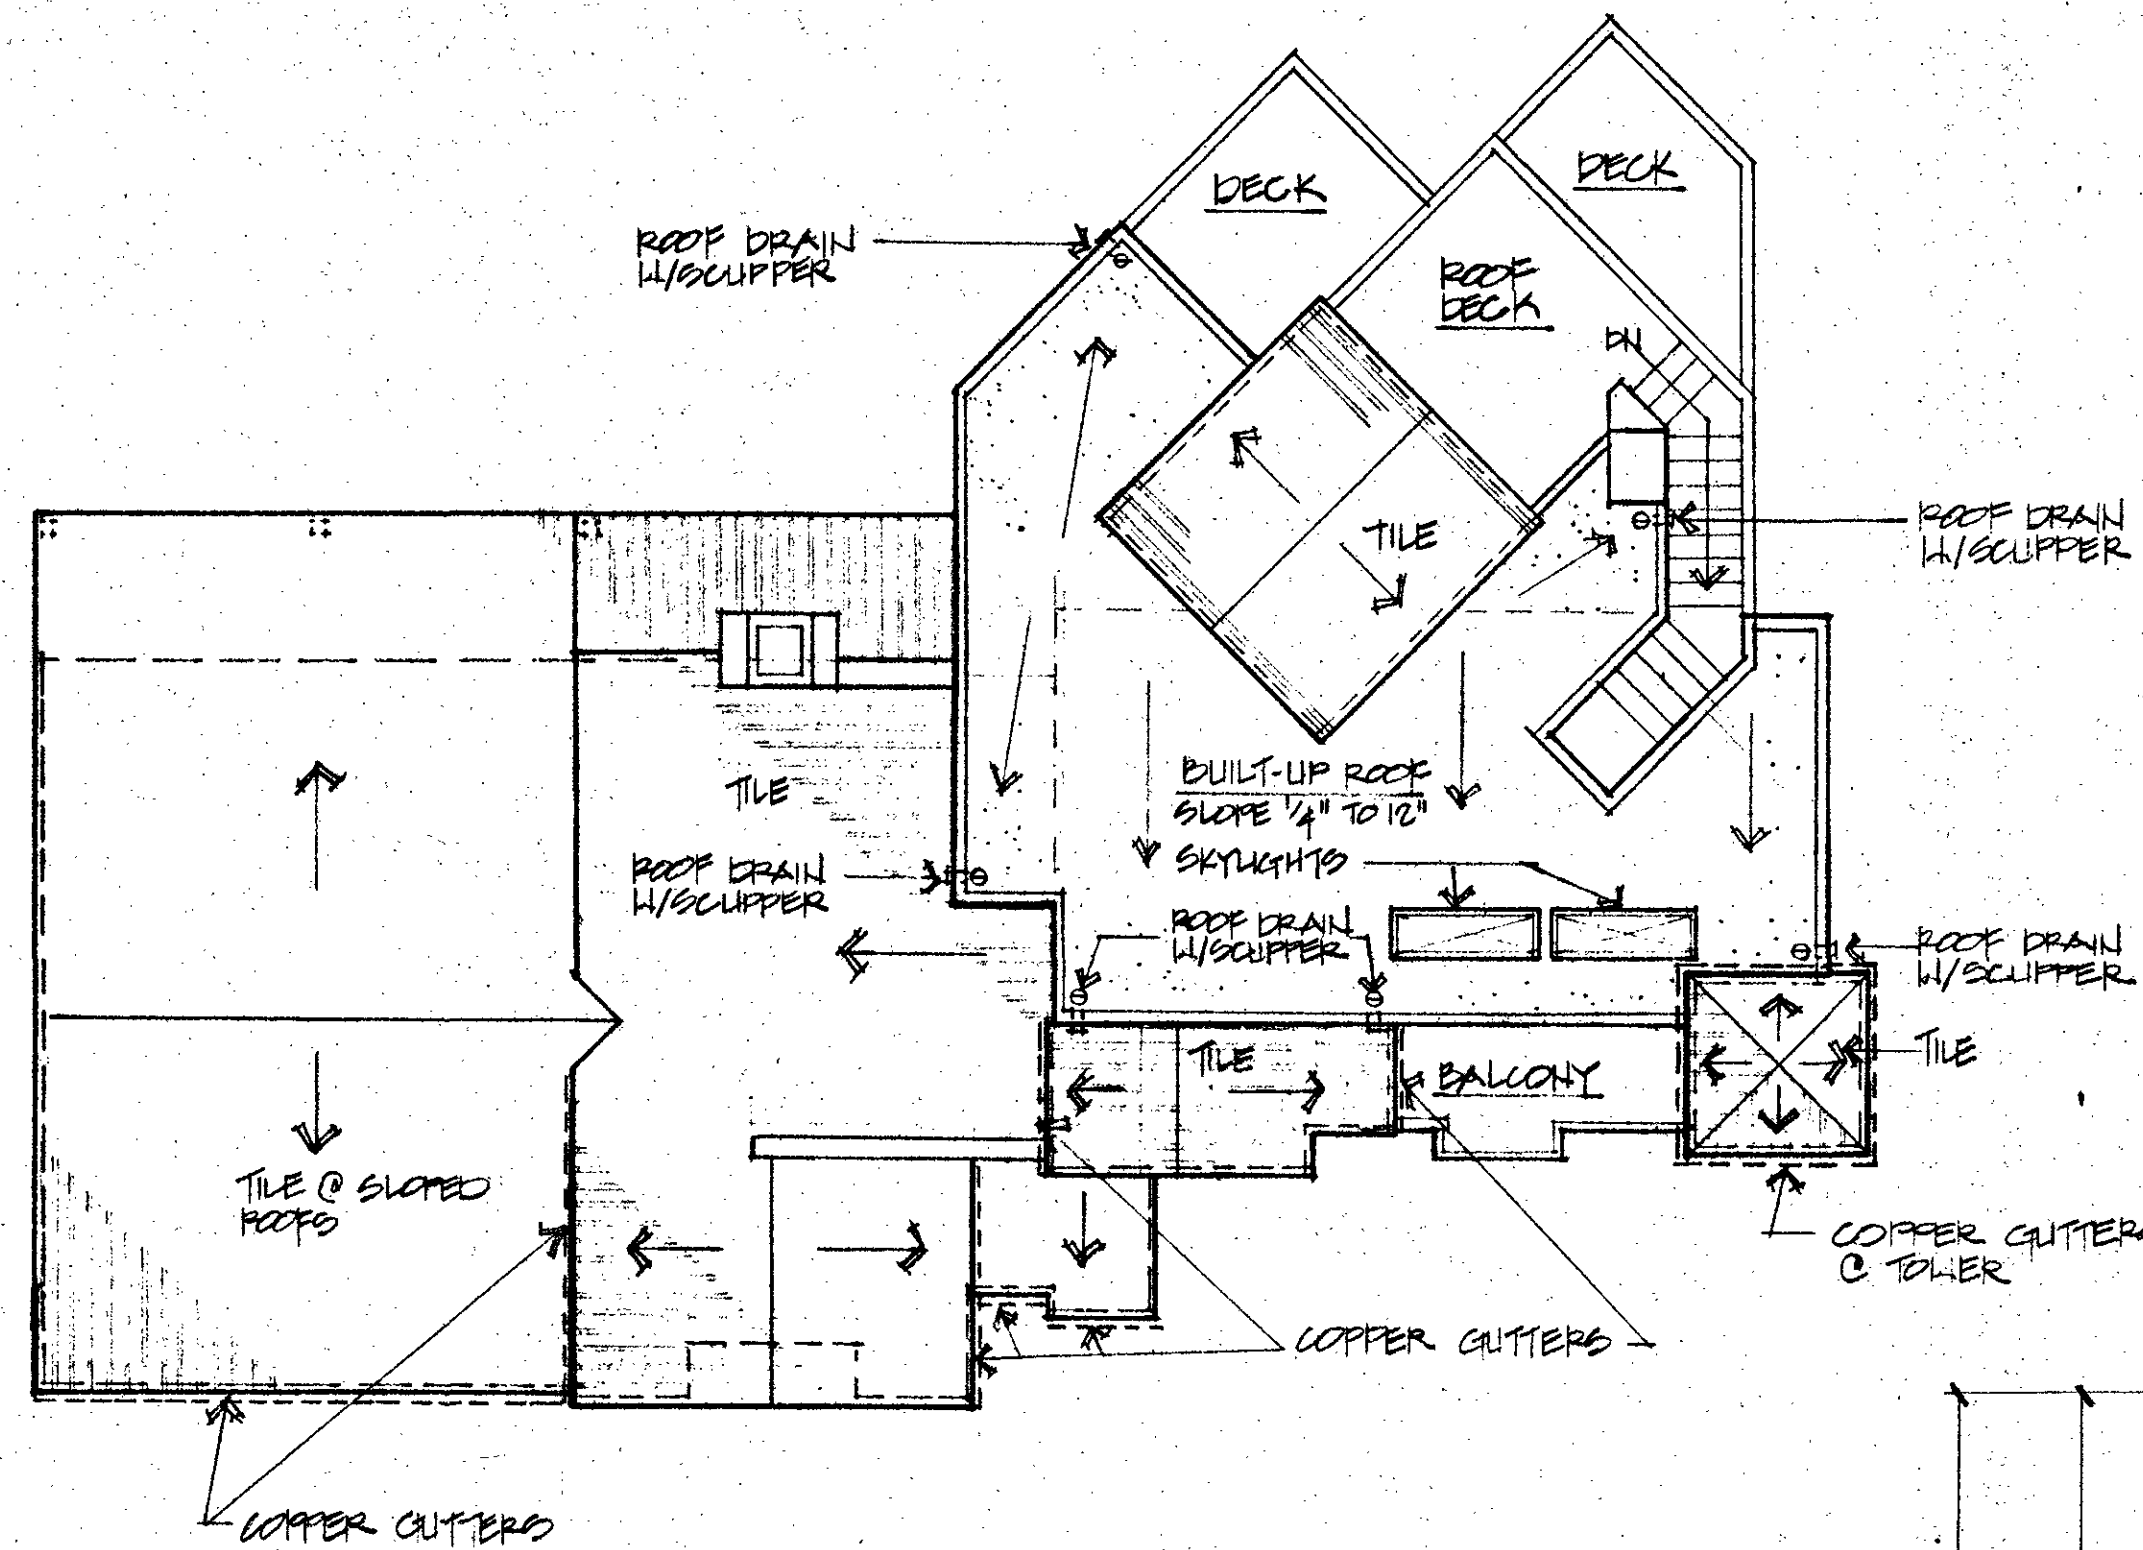 DECK
DECK
ROOF DRAIN
W/SCUPPER
ROOF
DECK
DN
TILE
ROOF DRAIN
W/SCUPPER
BUILT-UP ROOF
SLOPE 1/4" TO 12"
TILE
SKYLIGHTS
ROOF DRAIN
W/SCUPPER
ROOF DRAIN
W/SCUPPER
ROOF DRAIN
W/SCUPPER
TILE
BALCONY
TILE
TILE @ SLOPED
ROOFS
COPPER GUTTER
@ TOWER
COPPER GUTTERS
COPPER GUTTERS